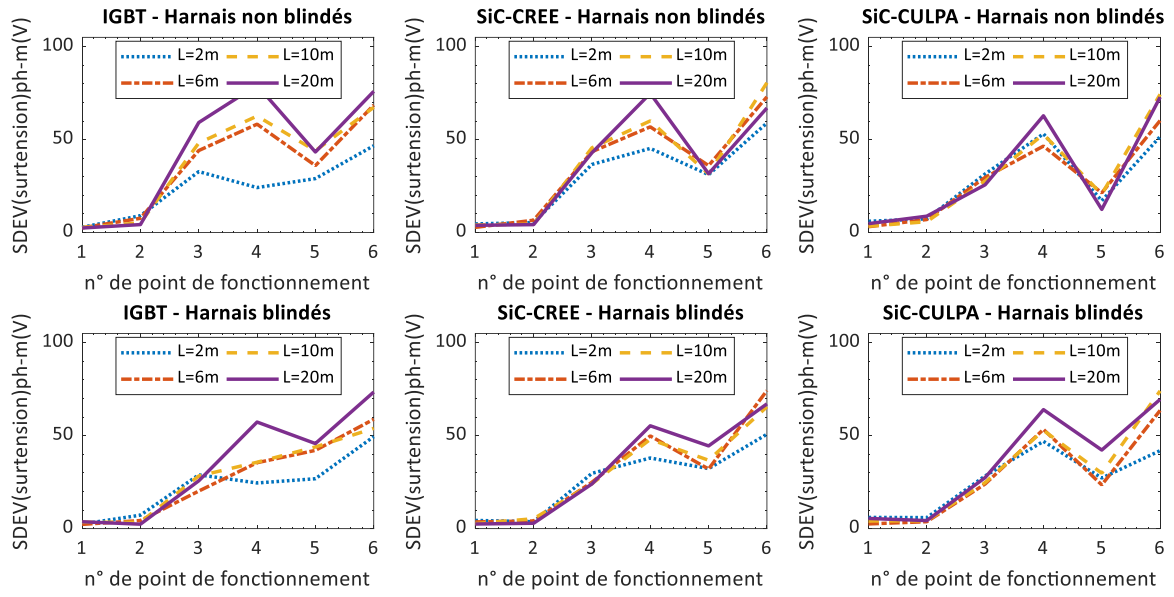 IGBT - Harnais non blindés
SDEV(surtension)ph-m(V)
100
50
0
L=2m
L=10m
L=6m
L=20m
1 2 3 4 5 6
n° de point de fonctionnement
SiC-CREE - Harnais non blindés
SDEV(surtension)ph-m(V)
100
50
0
L=2m
L=10m
L=6m
L=20m
1 2 3 4 5 6
n° de point de fonctionnement
SiC-CULPA - Harnais non blindés
SDEV(surtension)ph-m(V)
100
50
0
L=2m
L=10m
L=6m
L=20m
1 2 3 4 5 6
n° de point de fonctionnement
IGBT - Harnais blindés
SDEV(surtension)ph-m(V)
100
50
0
L=2m
L=10m
L=6m
L=20m
1 2 3 4 5 6
n° de point de fonctionnement
SiC-CREE - Harnais blindés
SDEV(surtension)ph-m(V)
100
50
0
L=2m
L=10m
L=6m
L=20m
1 2 3 4 5 6
n° de point de fonctionnement
SiC-CULPA - Harnais blindés
SDEV(surtension)ph-m(V)
100
50
0
L=2m
L=10m
L=6m
L=20m
1 2 3 4 5 6
n° de point de fonctionnement